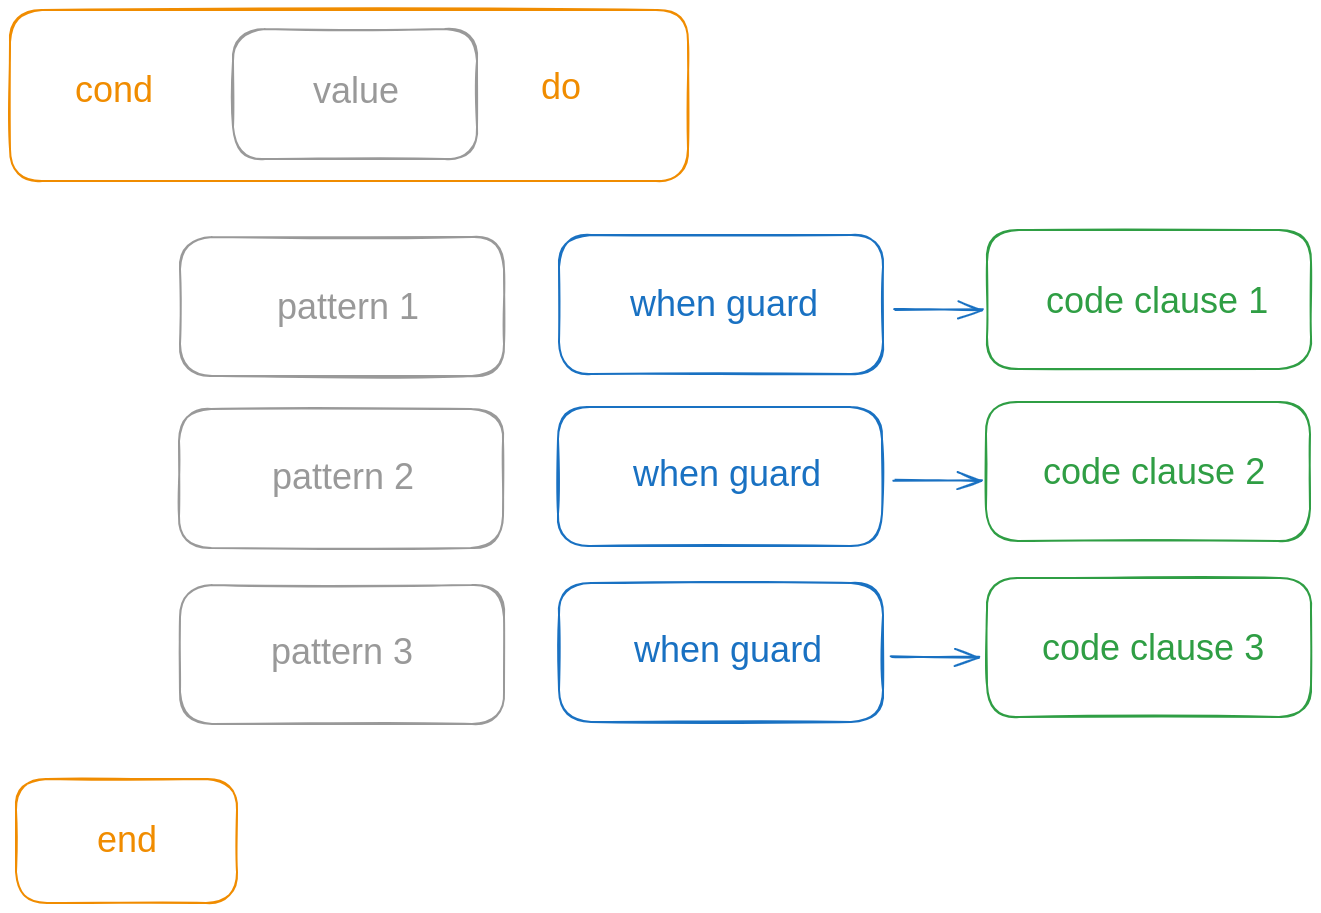 cond value do
pattern 1 when guard code clause 1
pattern 2 when guard code clause 2
pattern 3 when guard code clause 3
end